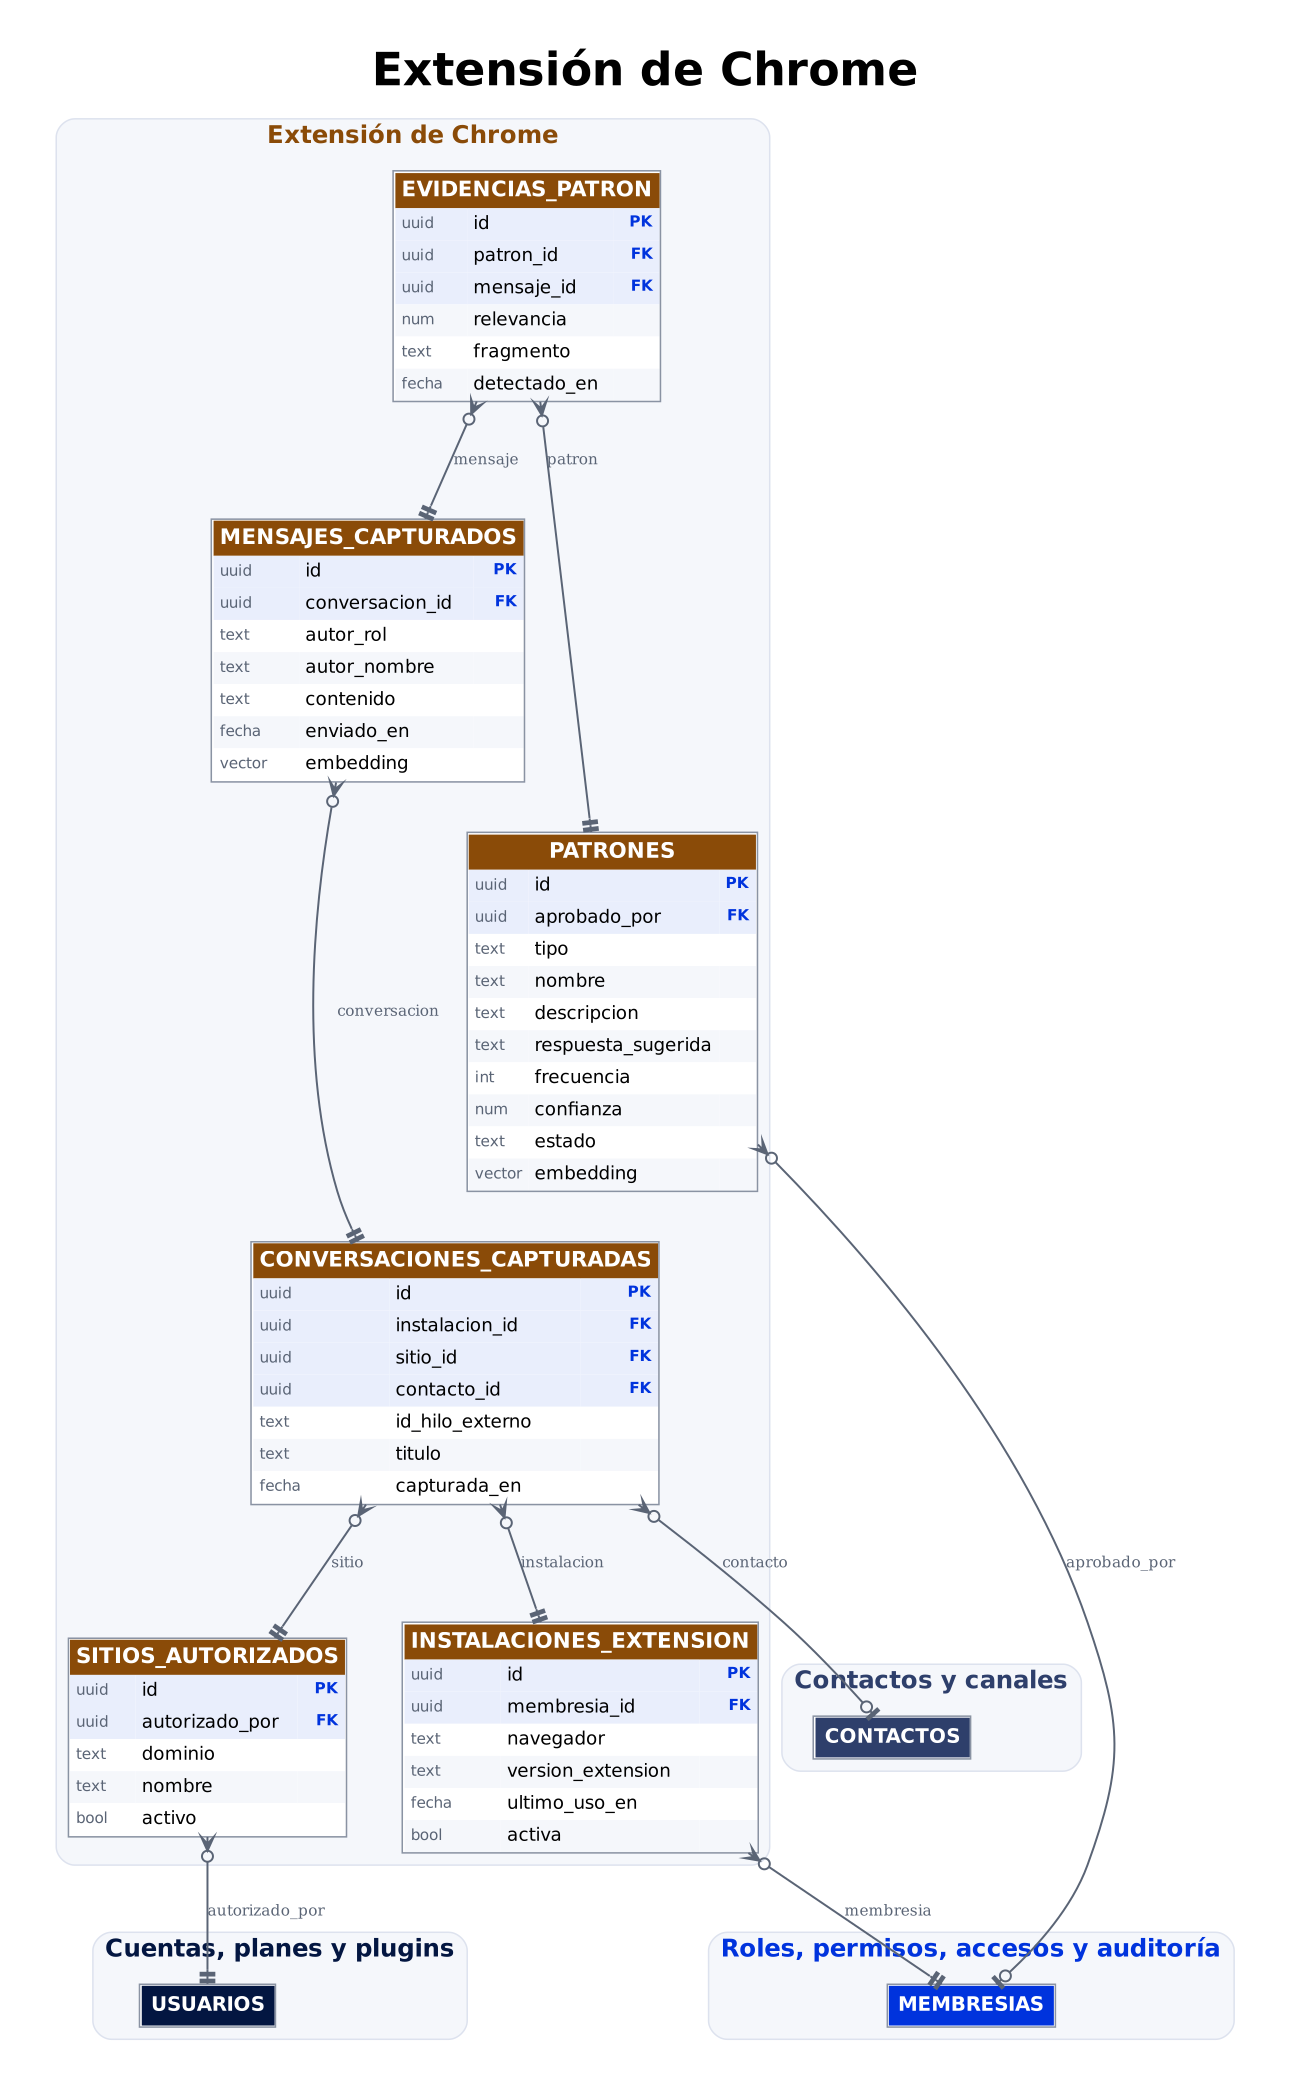 Extensión de Chrome
Extensión de Chrome
EVIDENCIAS_PATRON
uuid id PK
uuid patron_id FK
uuid mensaje_id FK
num relevancia
text fragmento
fecha detectado_en
mensaje
patron
MENSAJES_CAPTURADOS
uuid id PK
uuid conversacion_id FK
text autor_rol
text autor_nombre
text contenido
fecha enviado_en
vector embedding
PATRONES
uuid id PK
uuid aprobado_por FK
text tipo
text nombre
text descripcion
text respuesta_sugerida
int frecuencia
num confianza
text estado
vector embedding
conversacion
CONVERSACIONES_CAPTURADAS
uuid id PK
uuid instalacion_id FK
uuid sitio_id FK
uuid contacto_id FK
text id_hilo_externo
text titulo
fecha capturada_en
sitio
instalacion
contacto
aprobado_por
SITIOS_AUTORIZADOS
uuid id PK
uuid autorizado_por FK
text dominio
text nombre
bool activo
INSTALACIONES_EXTENSION
uuid id PK
uuid membresia_id FK
text navegador
text version_extension
fecha ultimo_uso_en
bool activa
Contactos y canales
CONTACTOS
autorizado_por
membresia
Cuentas, planes y plugins
USUARIOS
Roles, permisos, accesos y auditoría
MEMBRESIAS